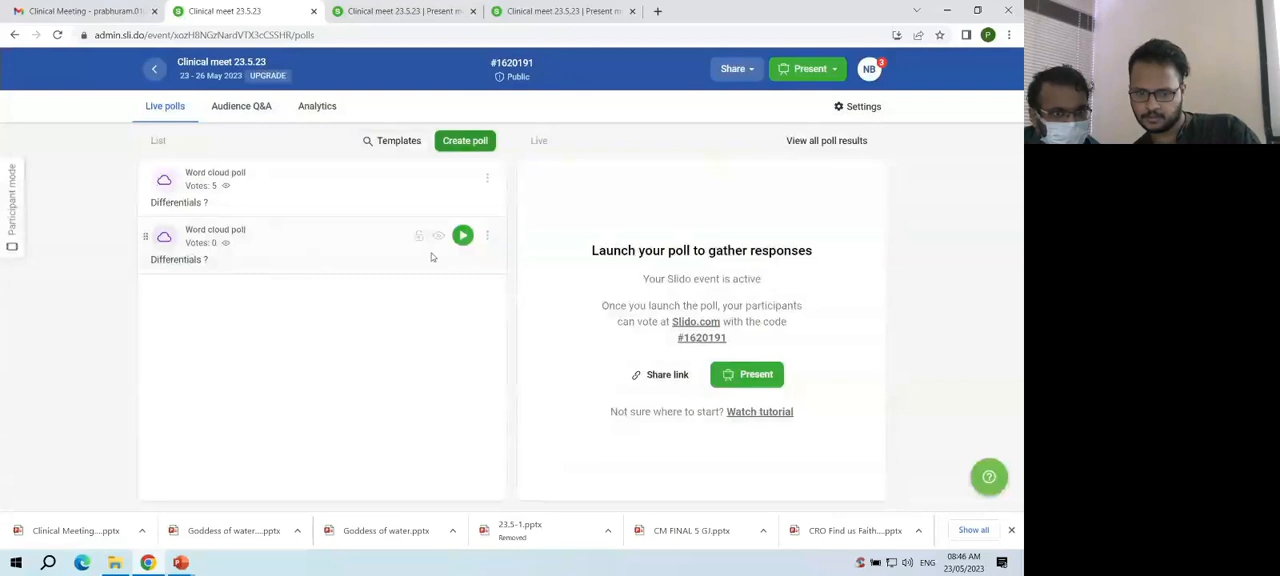 Clinical Meeting - prabhuram.01
Clinical meet 23.5.23
Clinical meet 23.5.23 | Present m
Clinical meet 23.5.23 | Present m
admin.sli.do/event/xozH8NGzNardVTX3cCSSHR/polls
P
Clinical meet 23.5.23
23 - 26 May 2023 UPGRADE
#1620191
Public
Share
Present
NB
3
Live polls
Audience Q&A
Analytics
Settings
List
Templates
Create poll
Live
View all poll results
Participant mode
Word cloud poll
Votes: 5
Differentials ?
Word cloud poll
Votes: 0
Differentials ?
Launch your poll to gather responses
Your Slido event is active
Once you launch the poll, your participants
can vote at Slido.com with the code
#1620191
Share link
Present
Not sure where to start? Watch tutorial
Clinical Meeting....pptx
Goddess of water....pptx
Goddess of water.pptx
23.5-1.pptx
Removed
CM FINAL 5 GJ.pptx
CRO Find us Faith....pptx
Show all
ENG
08:46 AM
23/05/2023